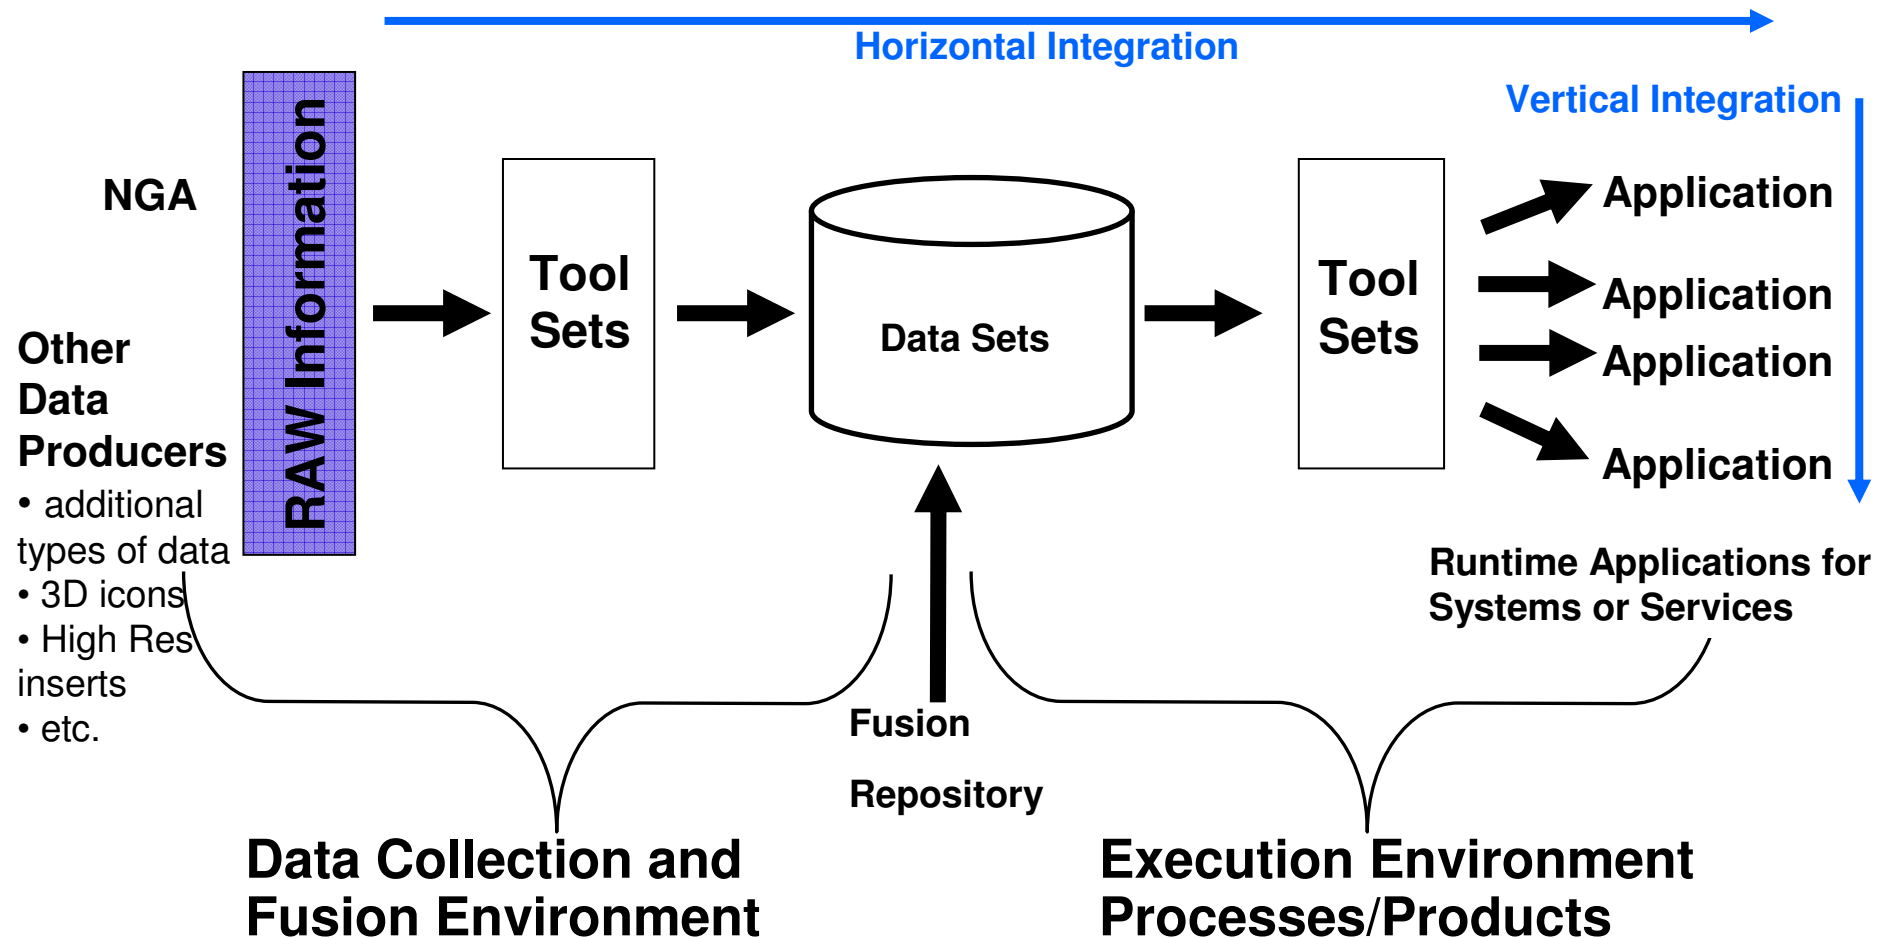 Horizontal Integration
Vertical Integration
NGA
Other
Data
Producers
• additional
types of data
• 3D icons
• High Res
inserts
• etc.
RAW Information
Tool
Sets
Data Sets
Tool
Sets
Application
Application
Application
Application
Runtime Applications for
Systems or Services
Fusion
Repository
Data Collection and
Fusion Environment
Execution Environment
Processes/Products